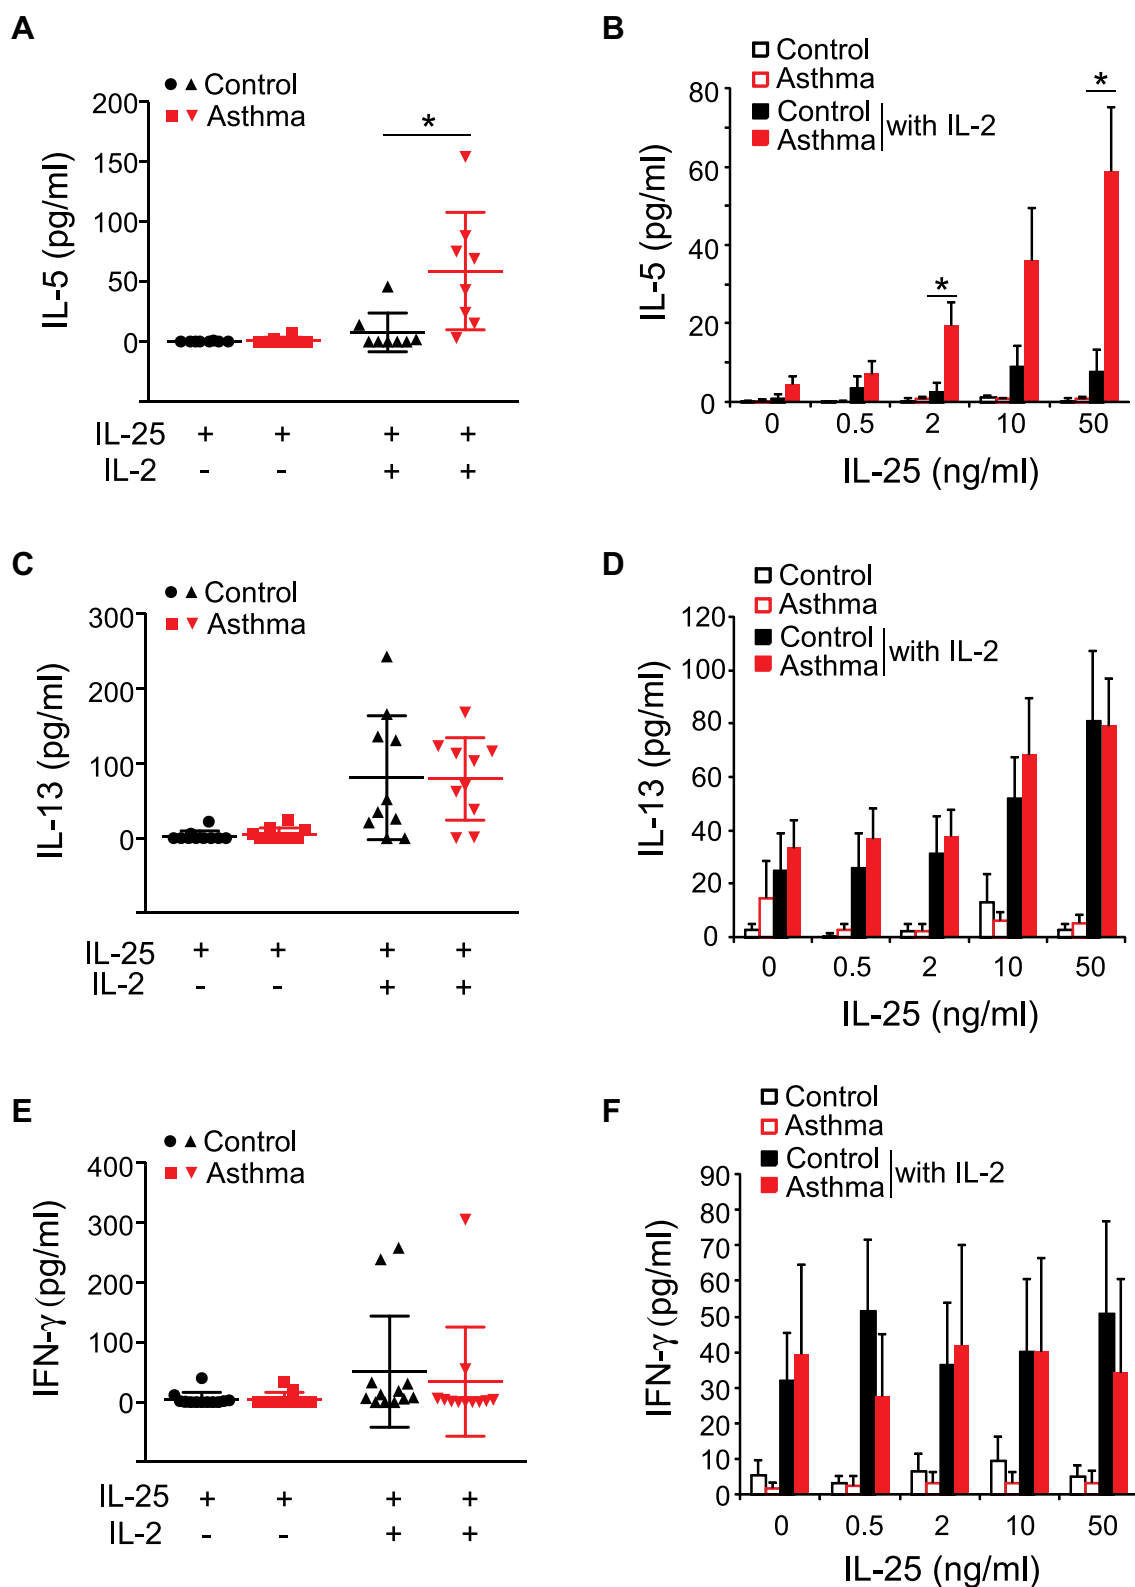 A
Control
Asthma
200
150
100
50
0
IL-5 (pg/ml)
*
IL-25 + + + +
IL-2 - - + +
B
Control
Asthma
Control
Asthma
with IL-2
80
60
40
20
0
IL-5 (pg/ml)
*
*
0 0.5 2 10 50
IL-25 (ng/ml)
C
Control
Asthma
300
200
100
0
IL-13 (pg/ml)
IL-25 + + + +
IL-2 - - + +
D
Control
Asthma
Control
Asthma
with IL-2
120
100
80
60
40
20
0
IL-13 (pg/ml)
0 0.5 2 10 50
IL-25 (ng/ml)
E
Control
Asthma
400
300
200
100
0
IFN-γ (pg/ml)
IL-25 + + + +
IL-2 - - + +
F
Control
Asthma
Control
Asthma
with IL-2
90
80
70
60
50
40
30
20
10
0
IFN-γ (pg/ml)
0 0.5 2 10 50
IL-25 (ng/ml)